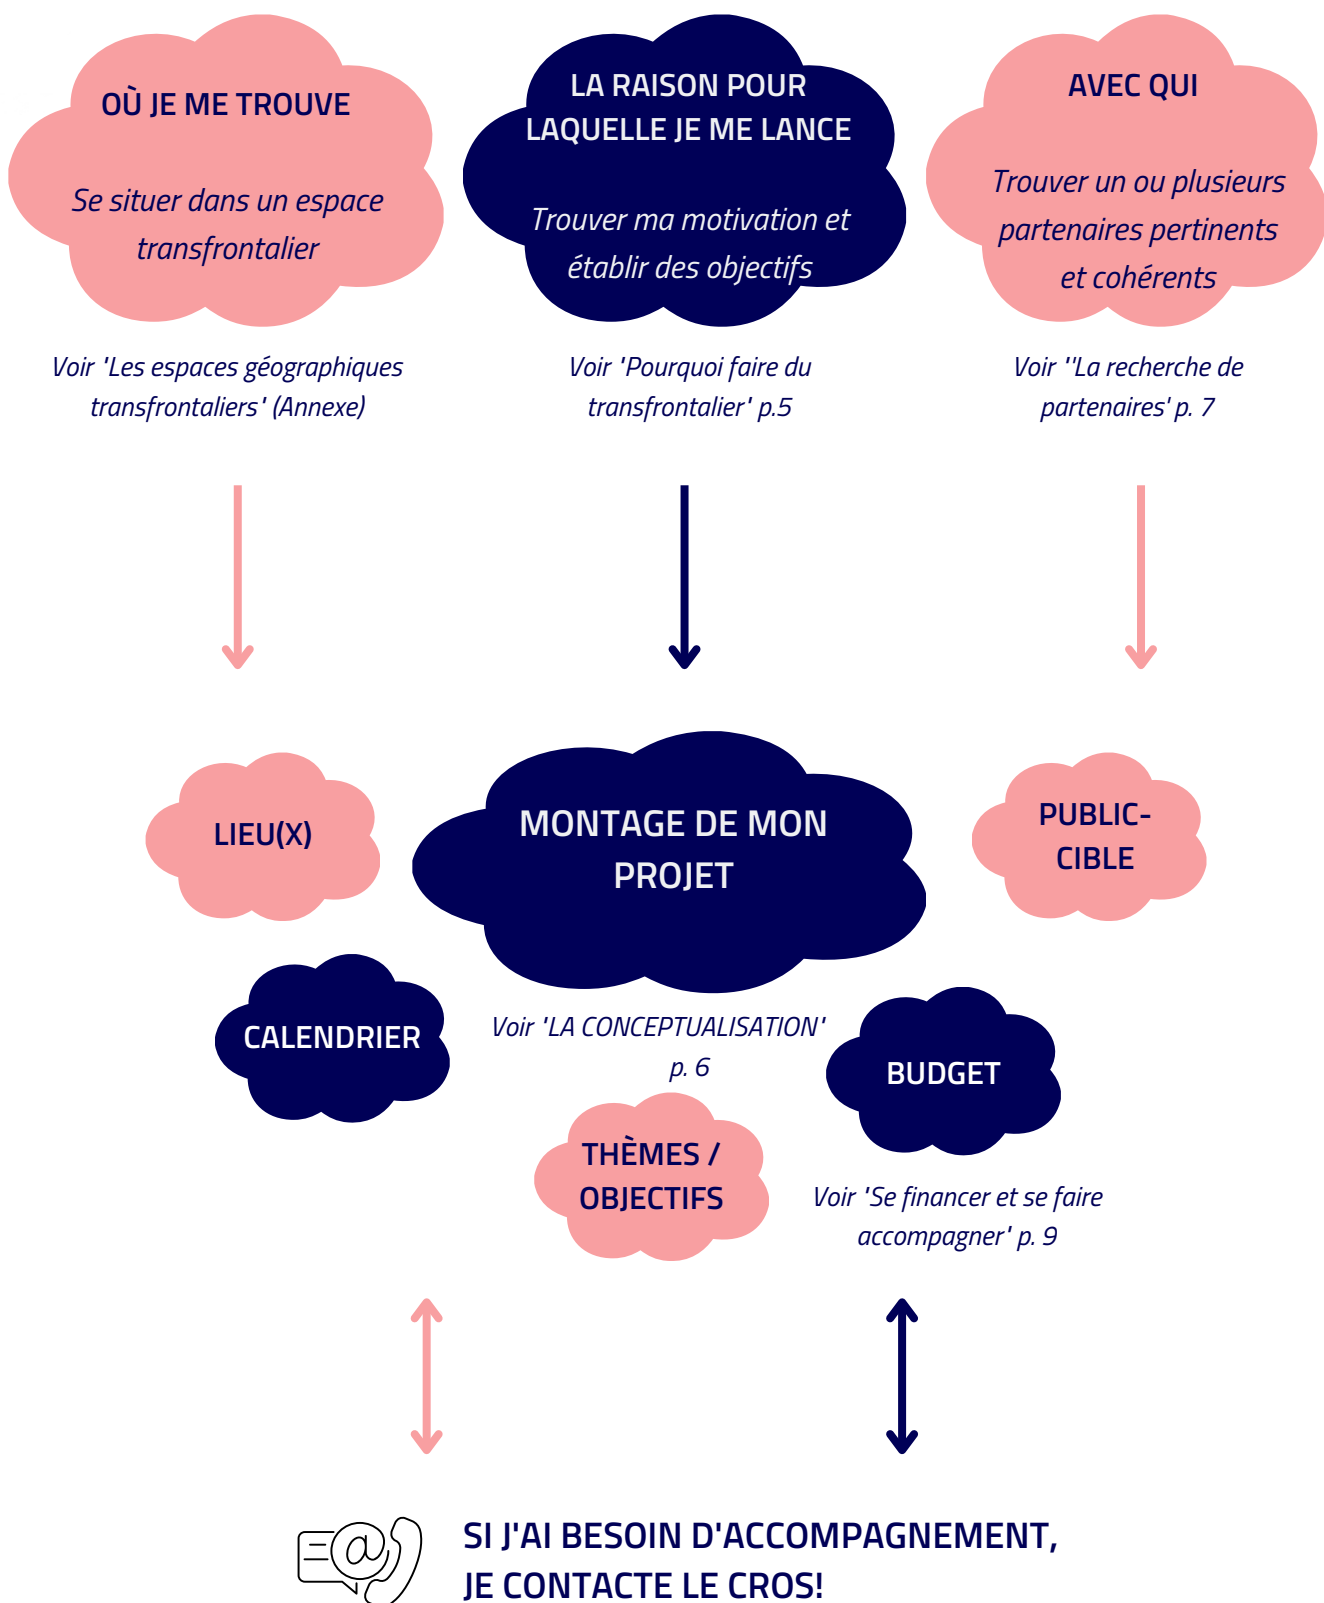 OÙ JE ME TROUVE
Se situer dans un espace
transfrontalier
Voir "Les espaces géographiques
transfrontaliers" (Annexe)
LA RAISON POUR
LAQUELLE JE ME LANCE
Trouver ma motivation et
établir des objectifs
Voir "Pourquoi faire du
transfrontalier" p.5
AVEC QUI
Trouver un ou plusieurs
partenaires pertinents
et cohérents
Voir ''La recherche de
partenaires' p. 7
LIEU(X)
MONTAGE DE MON
PROJET
PUBLIC-
CIBLE
CALENDRIER
Voir "LA CONCEPTUALISATION"
p. 6
BUDGET
THÈMES /
OBJECTIFS
Voir "Se financer et se faire
accompagner" p. 9
@
SI J'AI BESOIN D'ACCOMPAGNEMENT,
JE CONTACTE LE CROS!